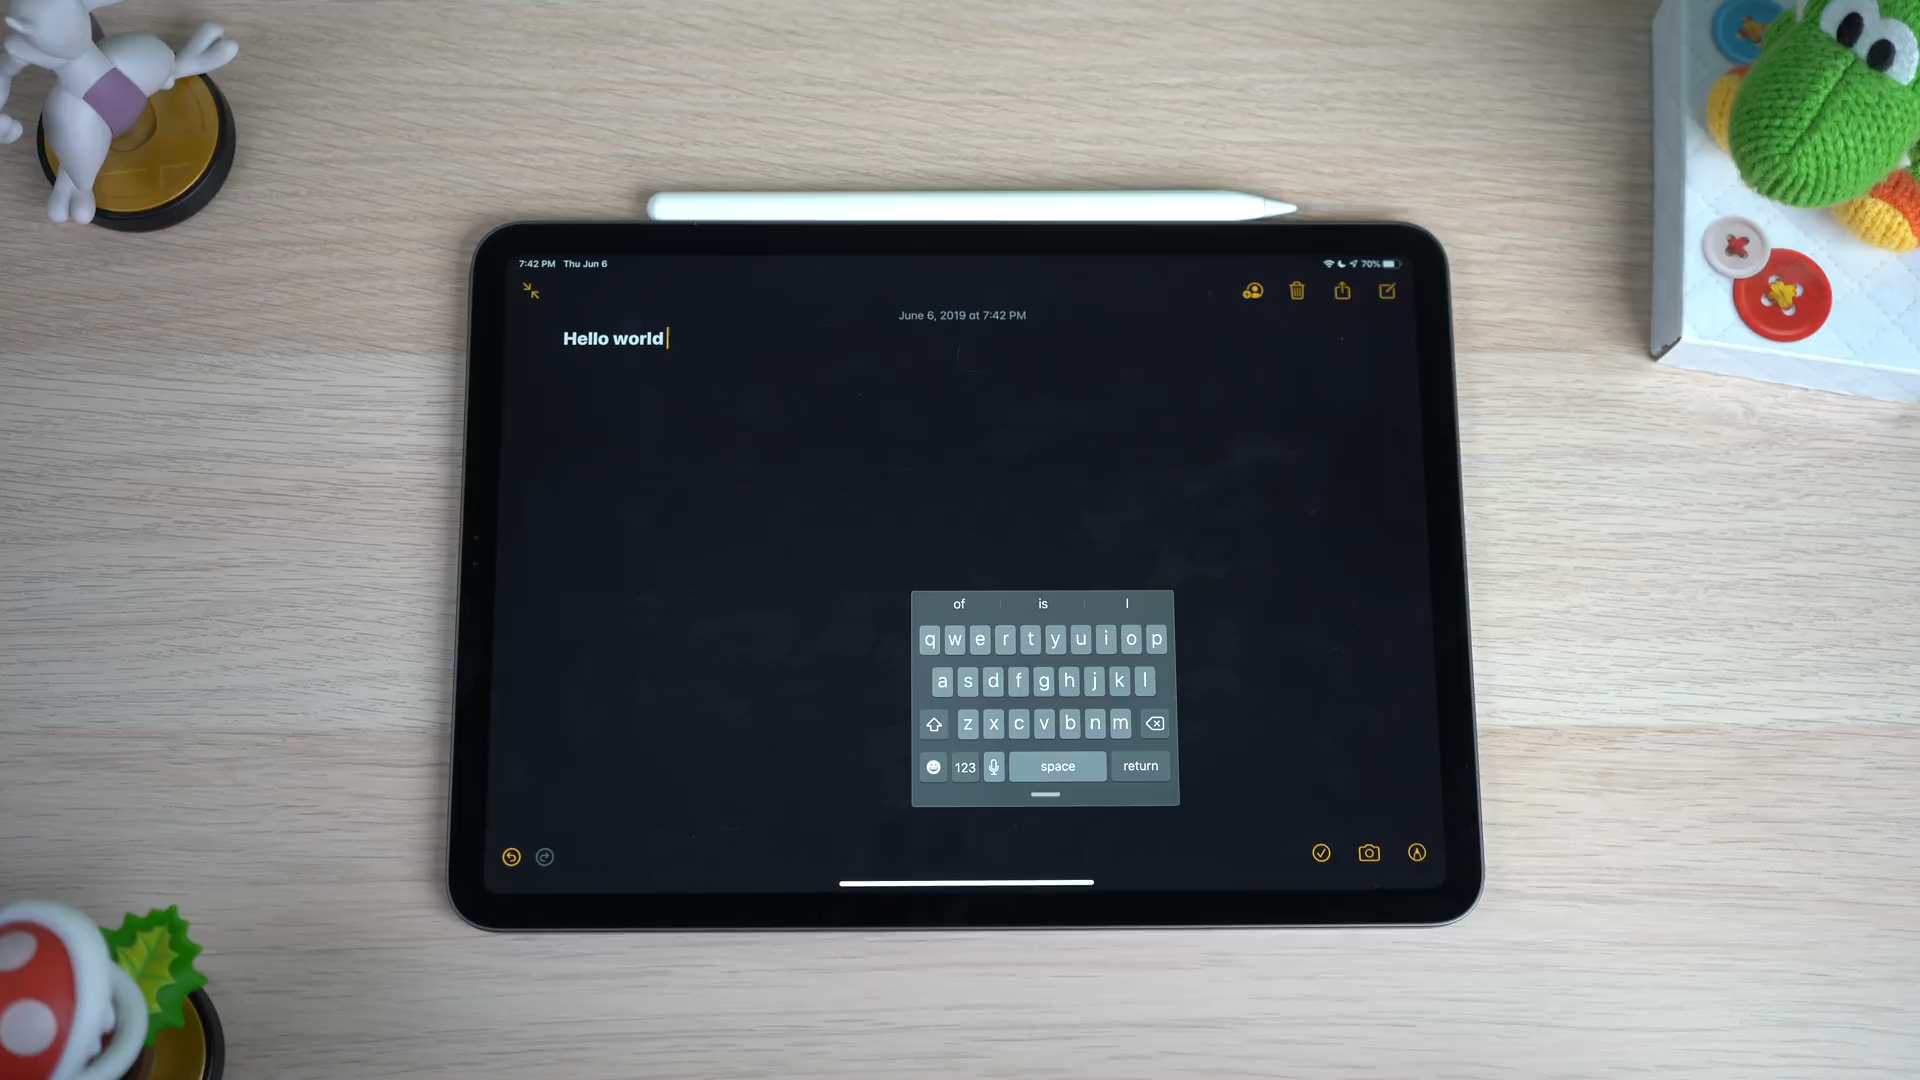 7:42 PM Thu Jun 6
70%
June 6, 2019 at 7:42 PM
Hello world
of is I
q w e r t y u i o p
a s d f g h j k l
z x c v b n m
123 space return